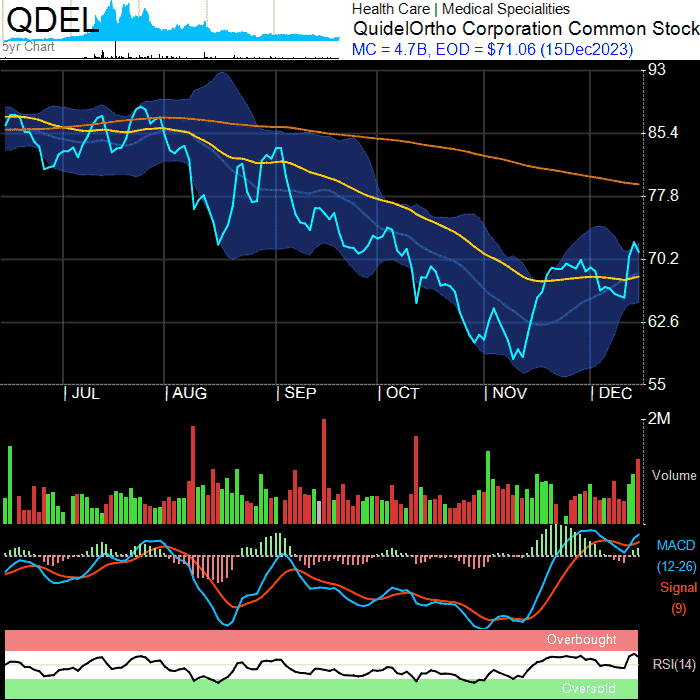 QDEL
5yr Chart
Health Care | Medical Specialities
QuidelOrtho Corporation Common Stock
MC = 4.7B, EOD = $71.06 (15Dec2023)
93
85.4
77.8
70.2
62.6
55
| JUL | AUG | SEP | OCT | NOV | DEC
2M
Volume
MACD
(12-26)
Signal
(9)
Overbought
RSI(14)
Oversold